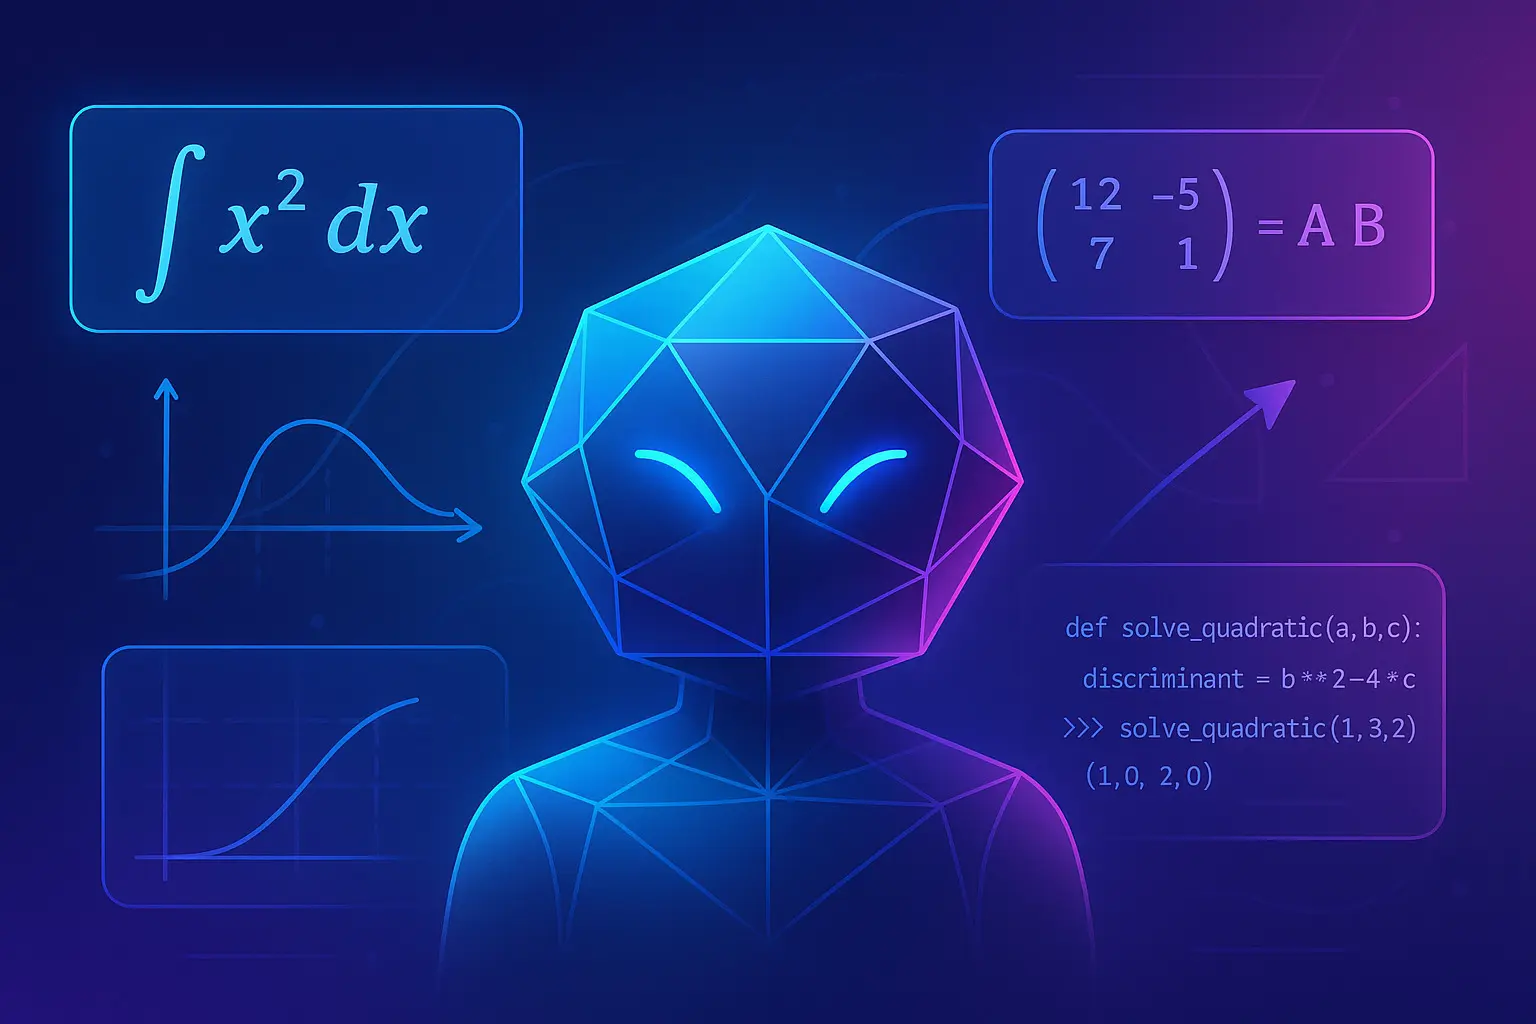 ∫ x² dx
(12 −5
7 1) = A B
def solve_quadratic(a,b,c):
discriminant = b**2−4*c
>>> solve_quadratic(1,3,2)
(1,0, 2,0)